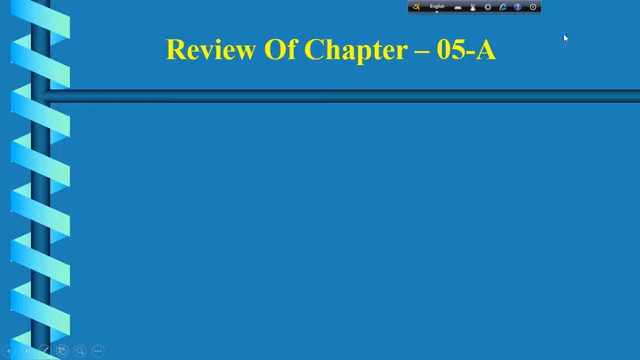 English
Review Of Chapter – 05-A